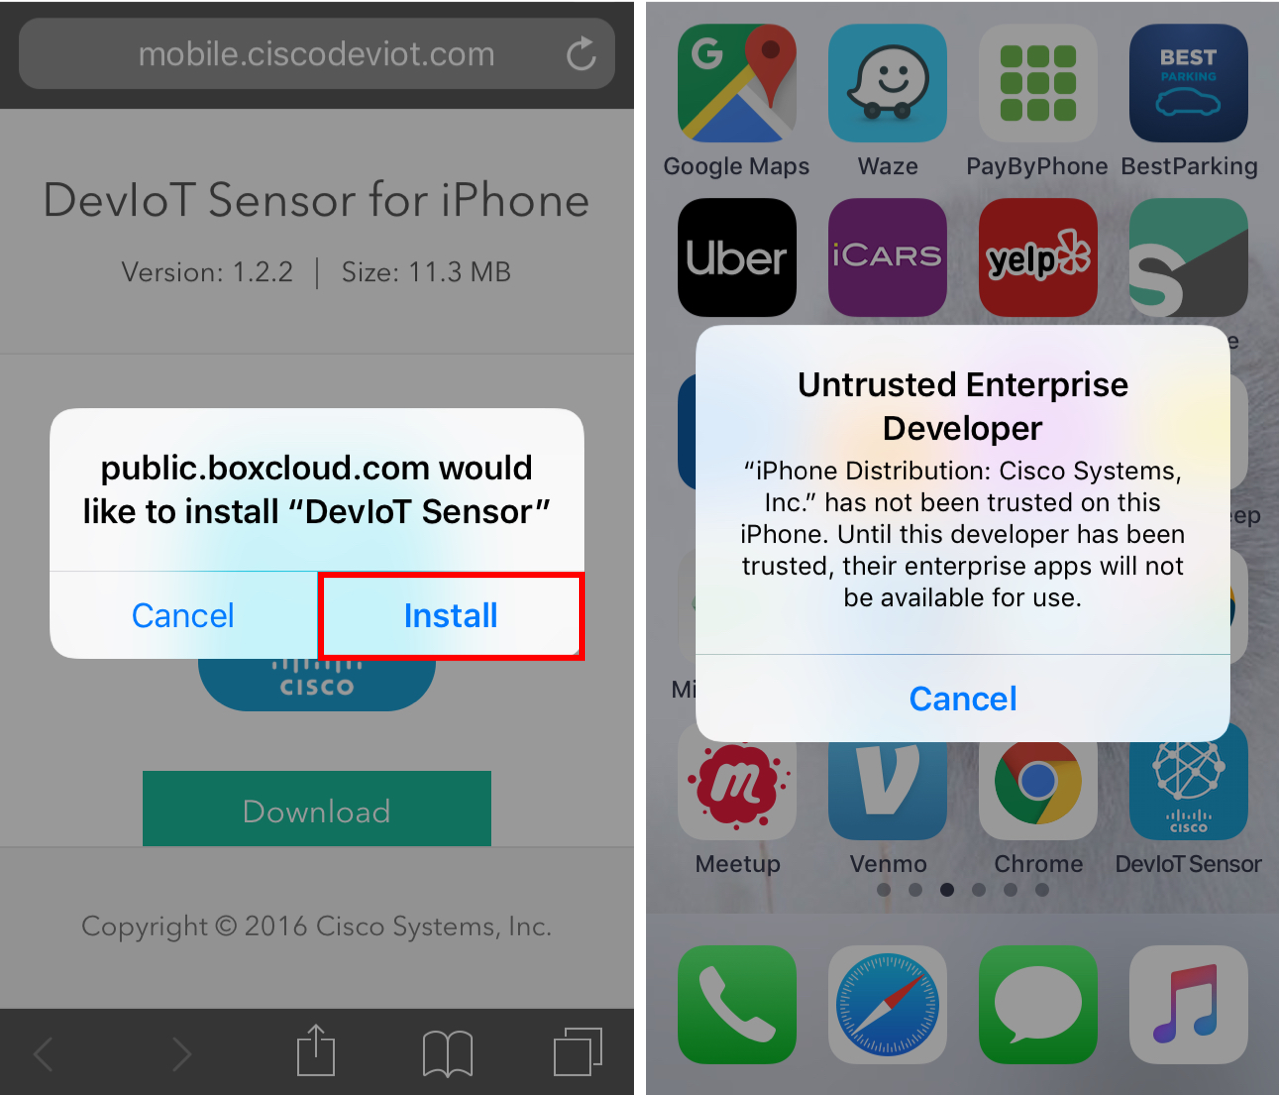 mobile.ciscodeviot.com
DevIoT Sensor for iPhone
Version: 1.2.2 | Size: 11.3 MB
public.boxcloud.com would
like to install “DevIoT Sensor”
Cancel
Install
CISCO
Download
Copyright © 2016 Cisco Systems, Inc.
G
BEST
PARKING
Google Maps
Waze
PayByPhone
BestParking
Uber
iCARS
yelp
S
e
Untrusted Enterprise
Developer
“iPhone Distribution: Cisco Systems,
Inc.” has not been trusted on this
iPhone. Until this developer has been
trusted, their enterprise apps will not
be available for use.
eep
Mi
Cancel
m
V
CISCO
Meetup
Venmo
Chrome
DevIoT Sensor